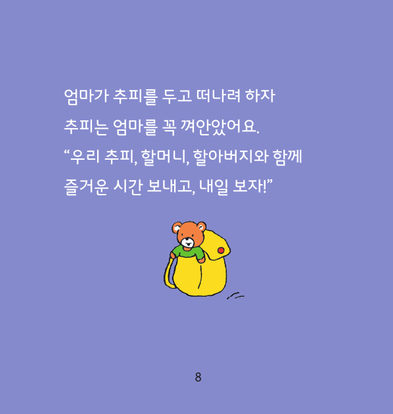 엄마가 추피를 두고 떠나려 하자
추피는 엄마를 꼭 껴안았어요.
“우리 추피, 할머니, 할아버지와 함께
즐거운 시간 보내고, 내일 보자!”
8